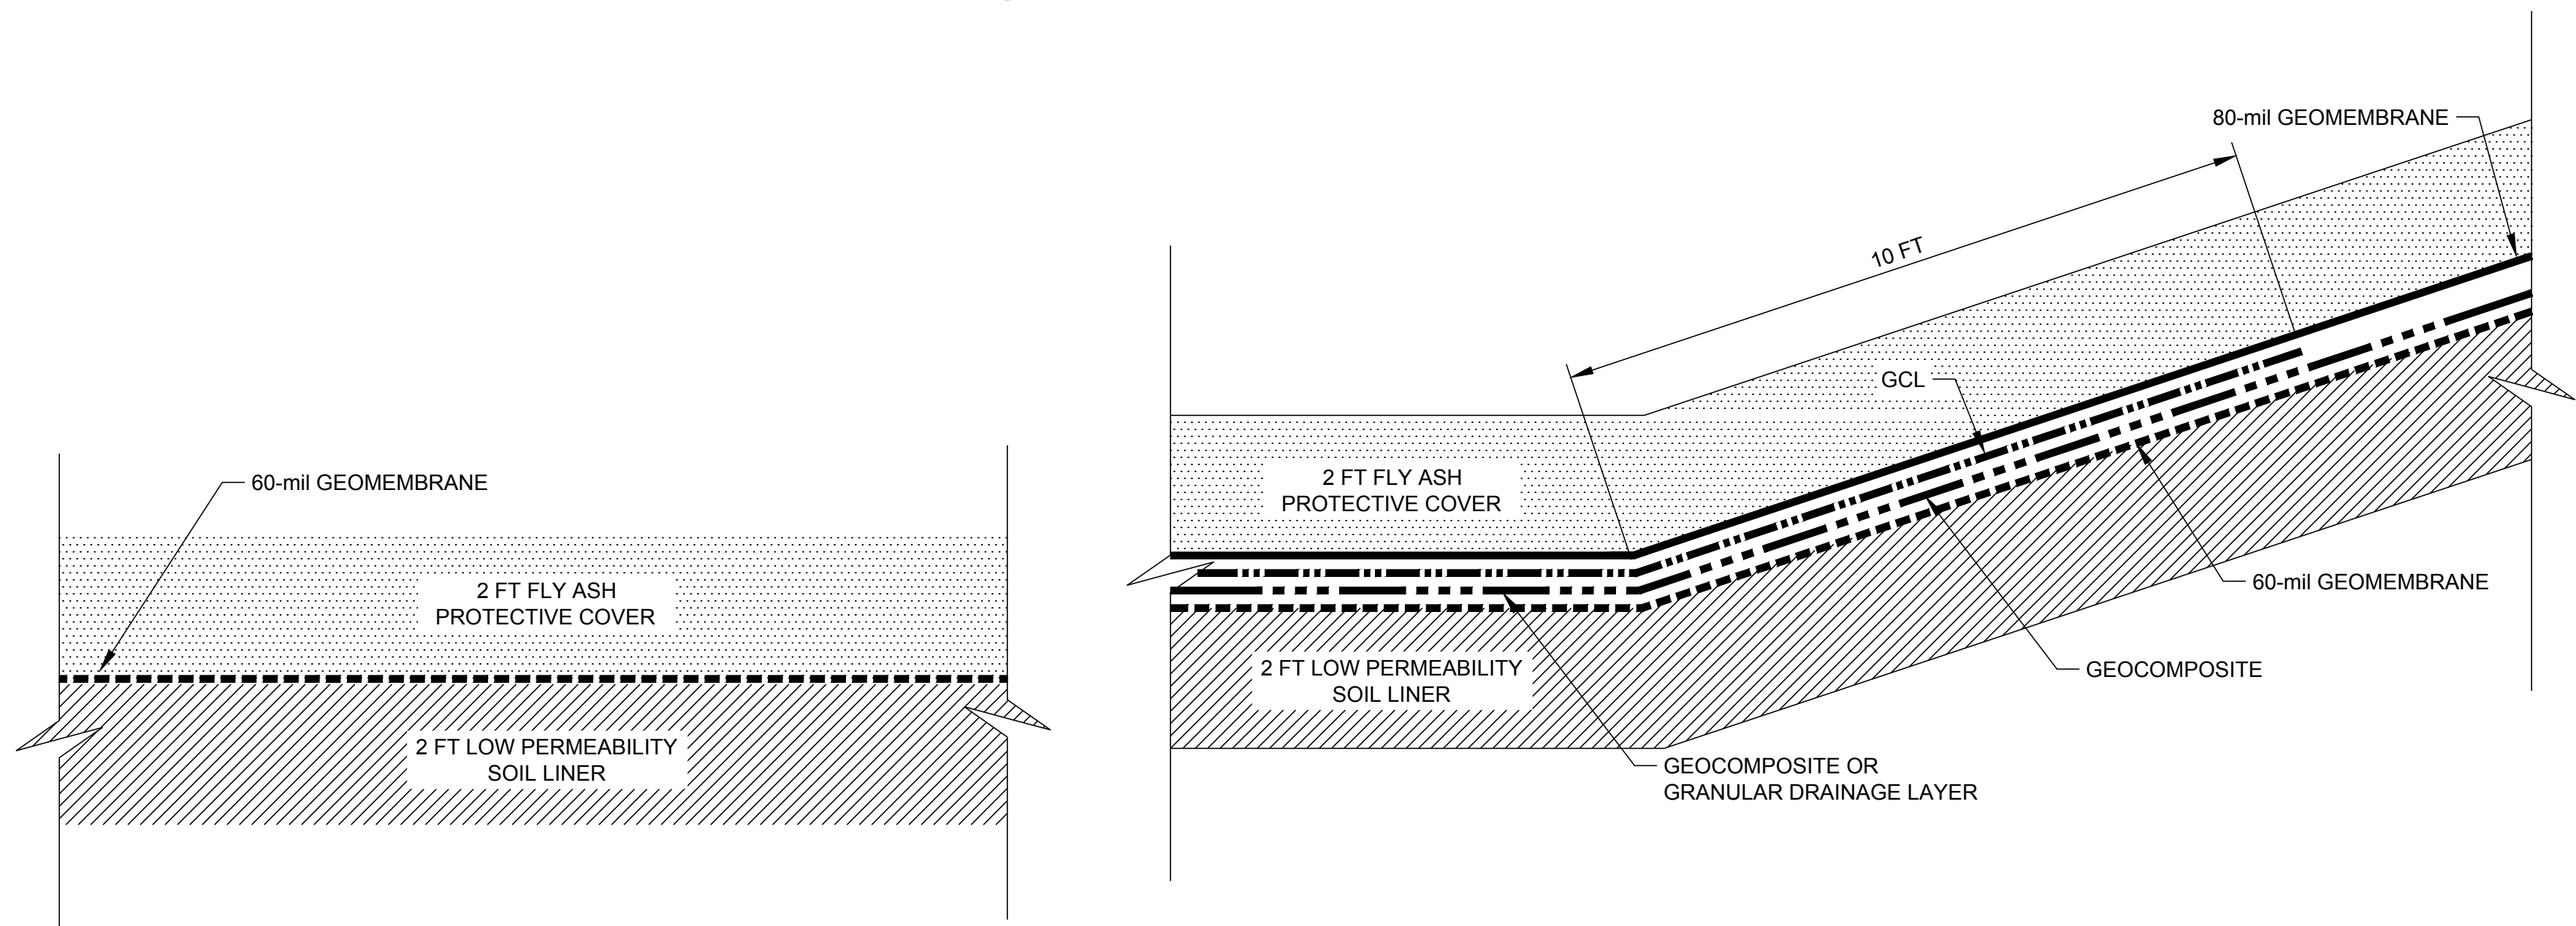 60-mil GEOMEMBRANE
2 FT FLY ASH
PROTECTIVE COVER
2 FT LOW PERMEABILITY
SOIL LINER
80-mil GEOMEMBRANE
10 FT
GCL
2 FT FLY ASH
PROTECTIVE COVER
60-mil GEOMEMBRANE
2 FT LOW PERMEABILITY
SOIL LINER
GEOCOMPOSITE
GEOCOMPOSITE OR
GRANULAR DRAINAGE LAYER